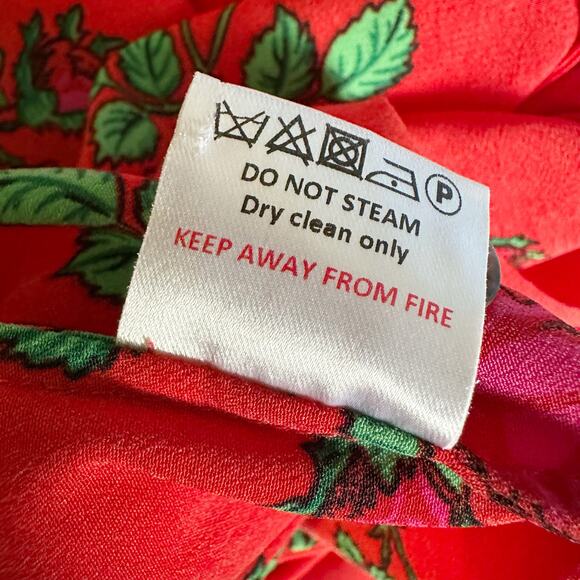 P
DO NOT STEAM
Dry clean only
KEEP AWAY FROM FIRE